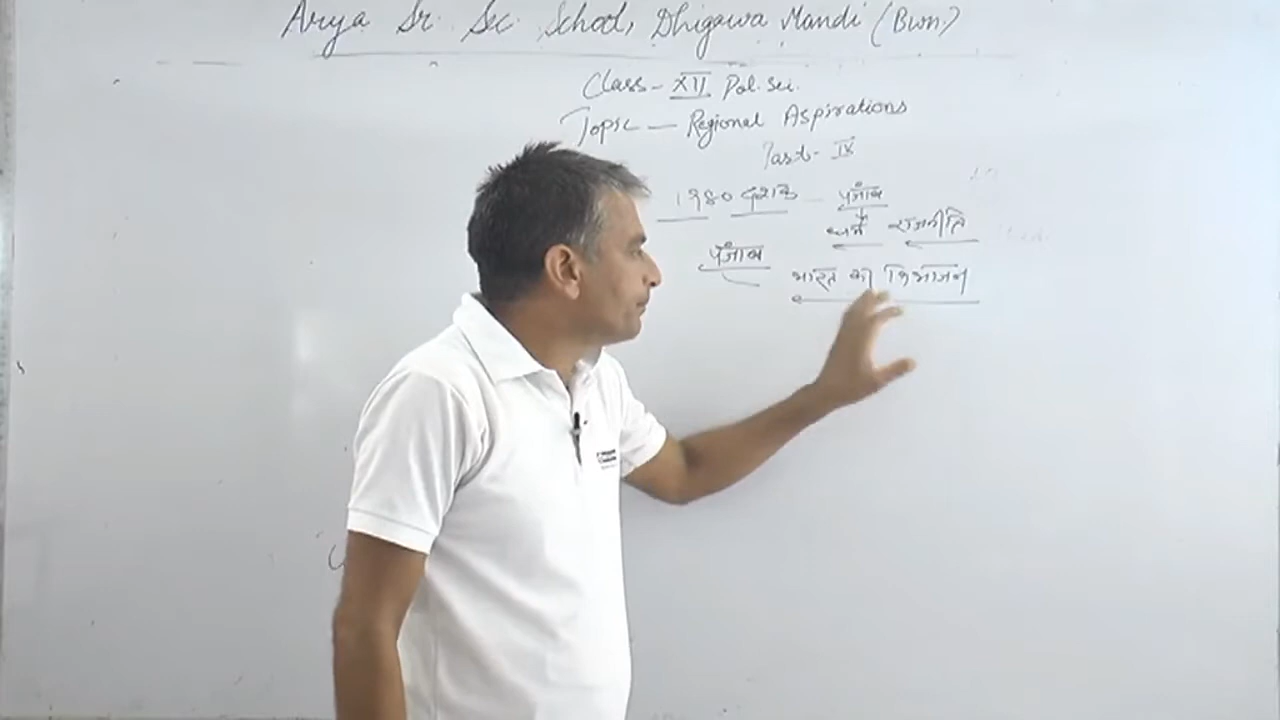 Arya Sr. Sec. School, Dhigawa Mandi (Bwn)
Class - XII Pol. Sci.
Topic - Regional Aspirations
Part - IV
1980 दशक - पंजाब
धर्म राजनीति
पंजाब
भारत का विभाजन